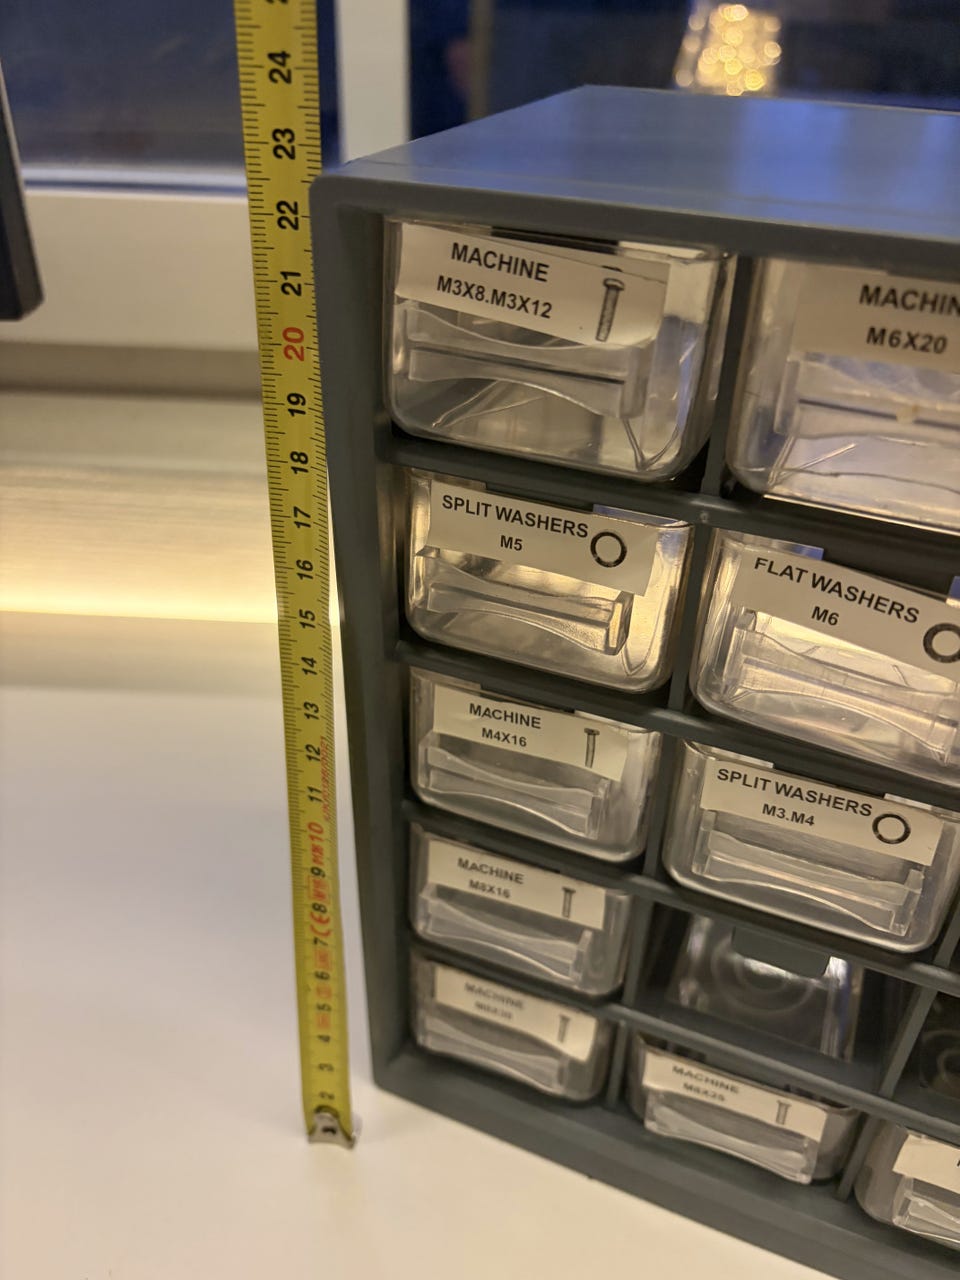 24
23
22
21
20
19
18
17
16
15
14
13
12
11
10
9
8
7
6
5
4
3
2
MACHINE
M3X8.M3X12
MACHIN
M6X20
SPLIT WASHERS
M5
FLAT WASHERS
M6
MACHINE
M4X16
SPLIT WASHERS
M3.M4
MACHINE
M8X16
MACHINE
MACHINE
M6X25